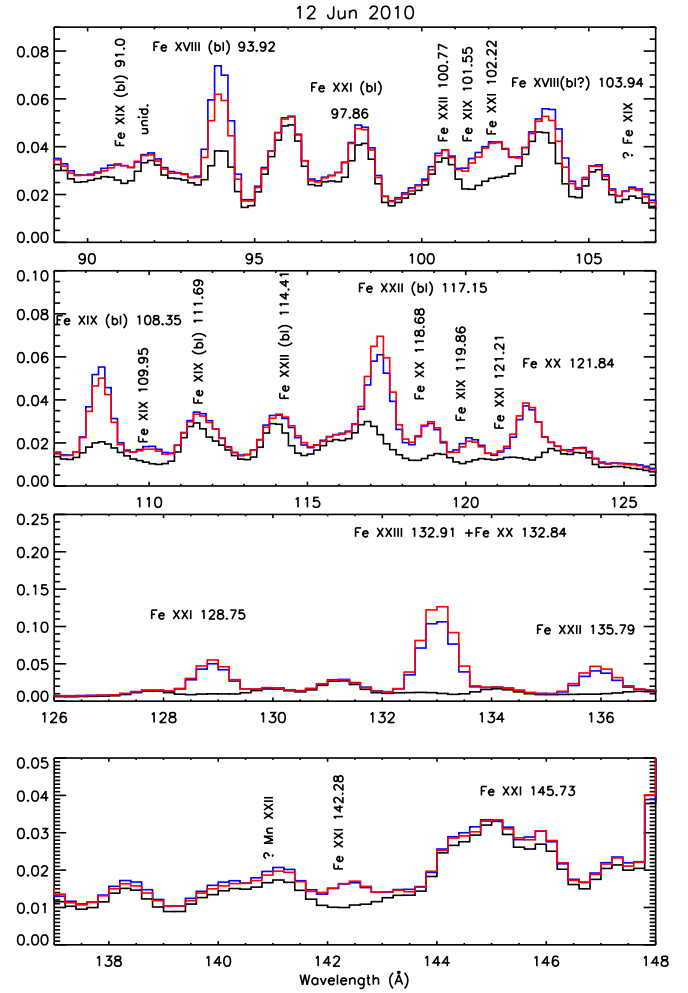 12 Jun 2010
Fe XVIII (bl) 93.92
Fe XIX (bl) 91.0
unid.
Fe XXI (bl)
97.86
Fe XXII 100.77
Fe XIX 101.55
Fe XXI 102.22
Fe XVIII(bl?) 103.94
? Fe XIX
0.08
0.06
0.04
0.02
0.00
90 95 100 105
Fe XIX (bl) 108.35
Fe XIX 109.95
Fe XIX (bl) 111.69
Fe XXII (bl) 114.41
Fe XXII (bl) 117.15
Fe XX 118.68
Fe XIX 119.86
Fe XXI 121.21
Fe XX 121.84
0.10
0.08
0.06
0.04
0.02
0.00
110 115 120 125
Fe XXIII 132.91 +Fe XX 132.84
Fe XXI 128.75
Fe XXII 135.79
0.25
0.20
0.15
0.10
0.05
0.00
126 128 130 132 134 136
? Mn XXII
Fe XXI 142.28
Fe XXI 145.73
0.05
0.04
0.03
0.02
0.01
0.00
138 140 142 144 146 148
Wavelength (Å)